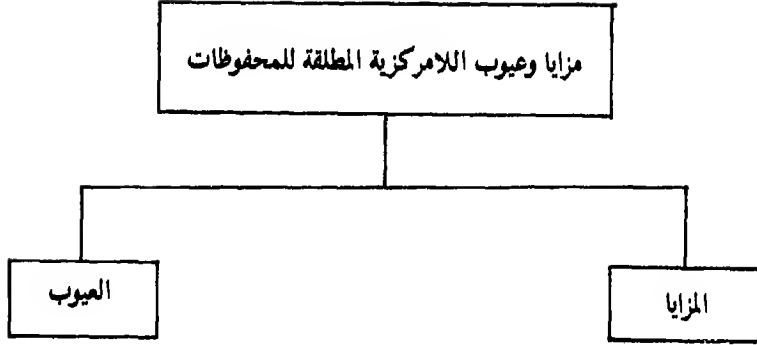 مزايا وعيوب اللامركزية المطلقة للمحفوظات
المزايا
العيوب